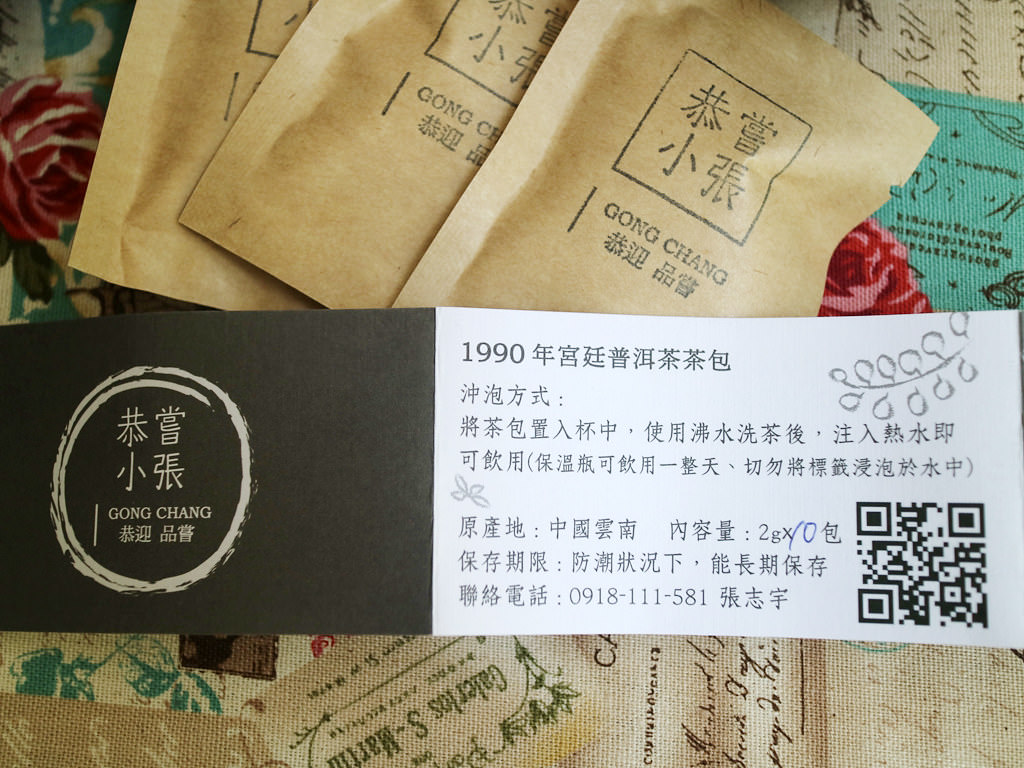 恭嘗
小張
GONG CH
恭迎 品
恭嘗
小張
GONG CHANG
恭迎 品嘗
恭嘗
小張
GONG CHANG
恭迎 品嘗
1990 年宮廷普洱茶茶包
沖泡方式：
將茶包置入杯中，使用沸水洗茶後，注入熱水即
可飲用(保溫瓶可飲用一整天、切勿將標籤浸泡於水中)
原產地：中國雲南　內容量：2gx10包
保存期限：防潮狀況下，能長期保存
聯絡電話：0918-111-581 張志宇